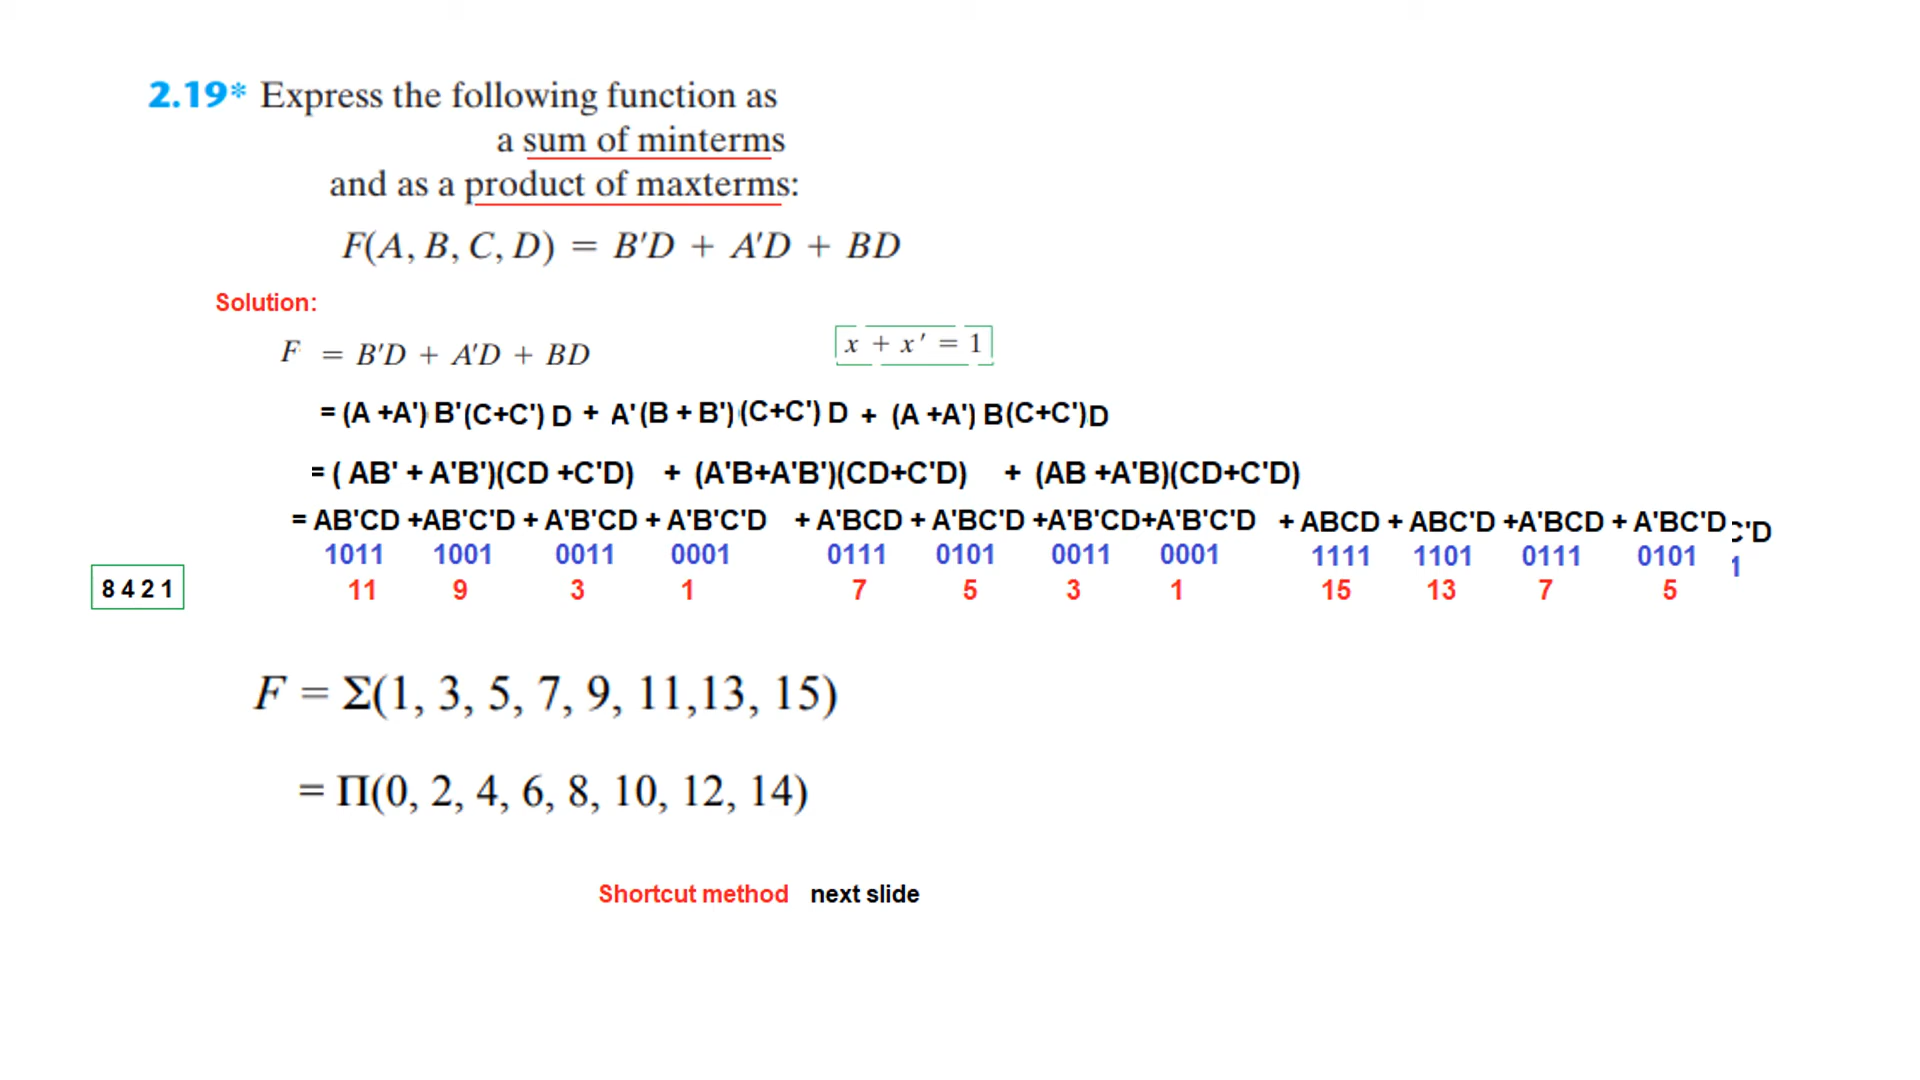 2.19* Express the following function as
a sum of minterms
and as a product of maxterms:
F(A, B, C, D) = B'D + A'D + BD
Solution:
F = B'D + A'D + BD
x + x' = 1
= (A +A') B'(C+C') D + A'(B + B')(C+C') D + (A +A') B(C+C')D
= ( AB' + A'B')(CD +C'D) + (A'B+A'B')(CD+C'D) + (AB +A'B)(CD+C'D)
= AB'CD +AB'C'D + A'B'CD + A'B'C'D + A'BCD + A'BC'D +A'B'CD+A'B'C'D + ABCD + ABC'D +A'BCD + A'BC'D
1011 1001 0011 0001 0111 0101 0011 0001 1111 1101 0111 0101
8 4 2 1
11 9 3 1 7 5 3 1 15 13 7 5
F = Σ(1, 3, 5, 7, 9, 11,13, 15)
= Π(0, 2, 4, 6, 8, 10, 12, 14)
Shortcut method next slide